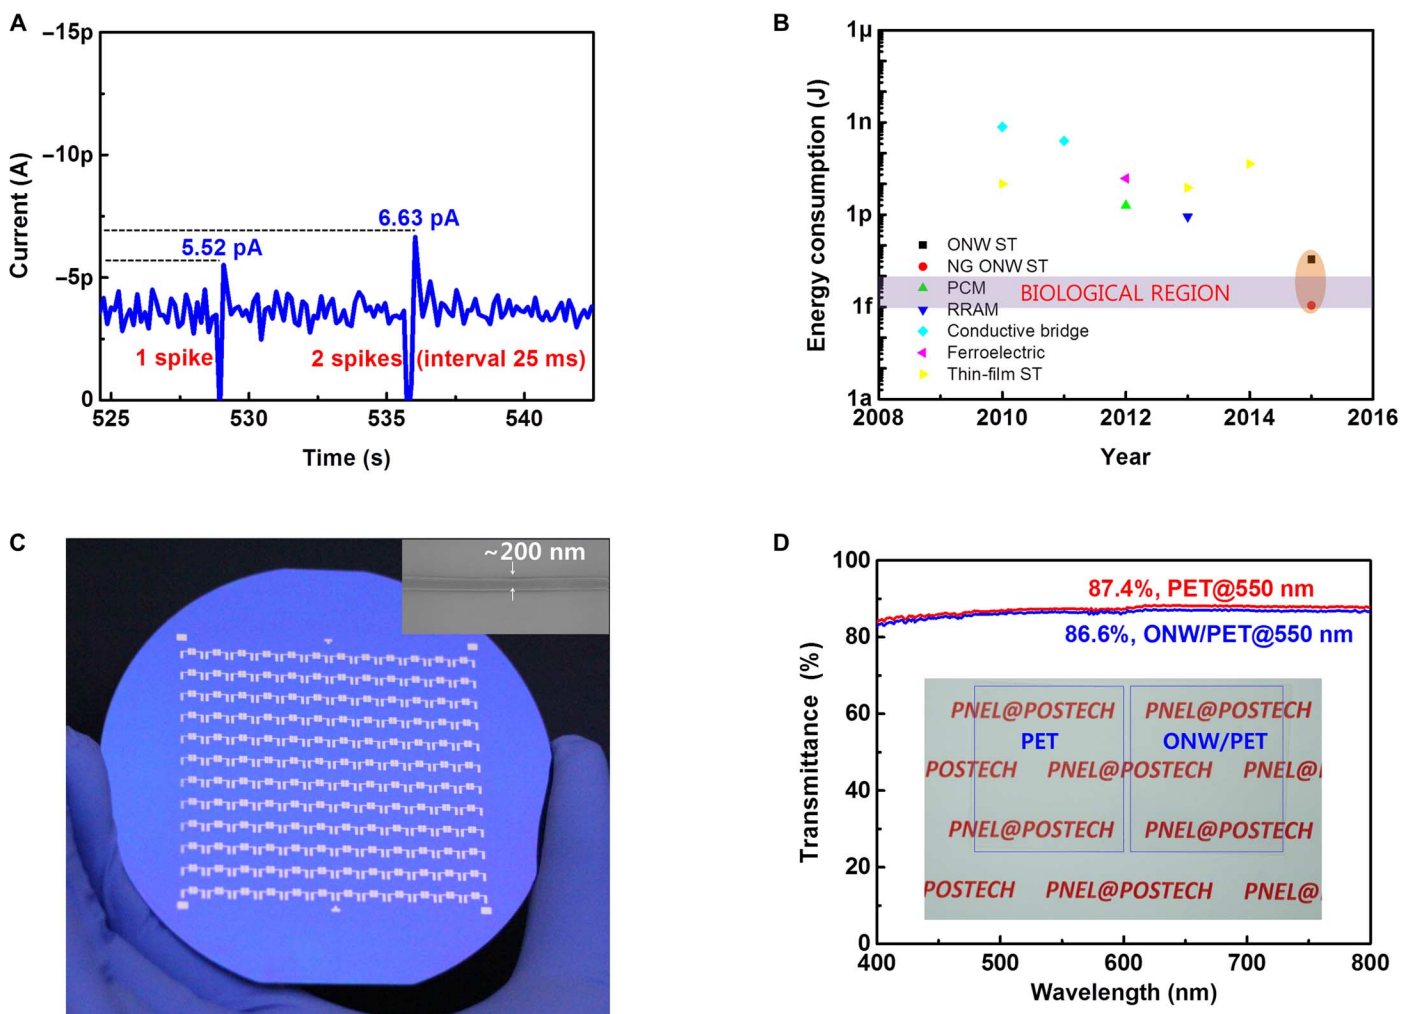 A
−15p
−10p
−5p
0
Current (A)
6.63 pA
5.52 pA
1 spike
2 spikes (interval 25 ms)
525
530
535
540
Time (s)
B
1μ
1n
1p
1f
1a
Energy consumption (J)
ONW ST
NG ONW ST
PCM
RRAM
Conductive bridge
Ferroelectric
Thin-film ST
BIOLOGICAL REGION
2008
2010
2012
2014
2016
Year
C
~200 nm
D
100
80
60
40
20
0
Transmittance (%)
87.4%, PET@550 nm
86.6%, ONW/PET@550 nm
PNEL@POSTECH PNEL@POSTECH
PET ONW/PET
POSTECH PNEL@POSTECH PNEL@
PNEL@POSTECH PNEL@POSTECH
POSTECH PNEL@POSTECH PNEL@
400
500
600
700
800
Wavelength (nm)